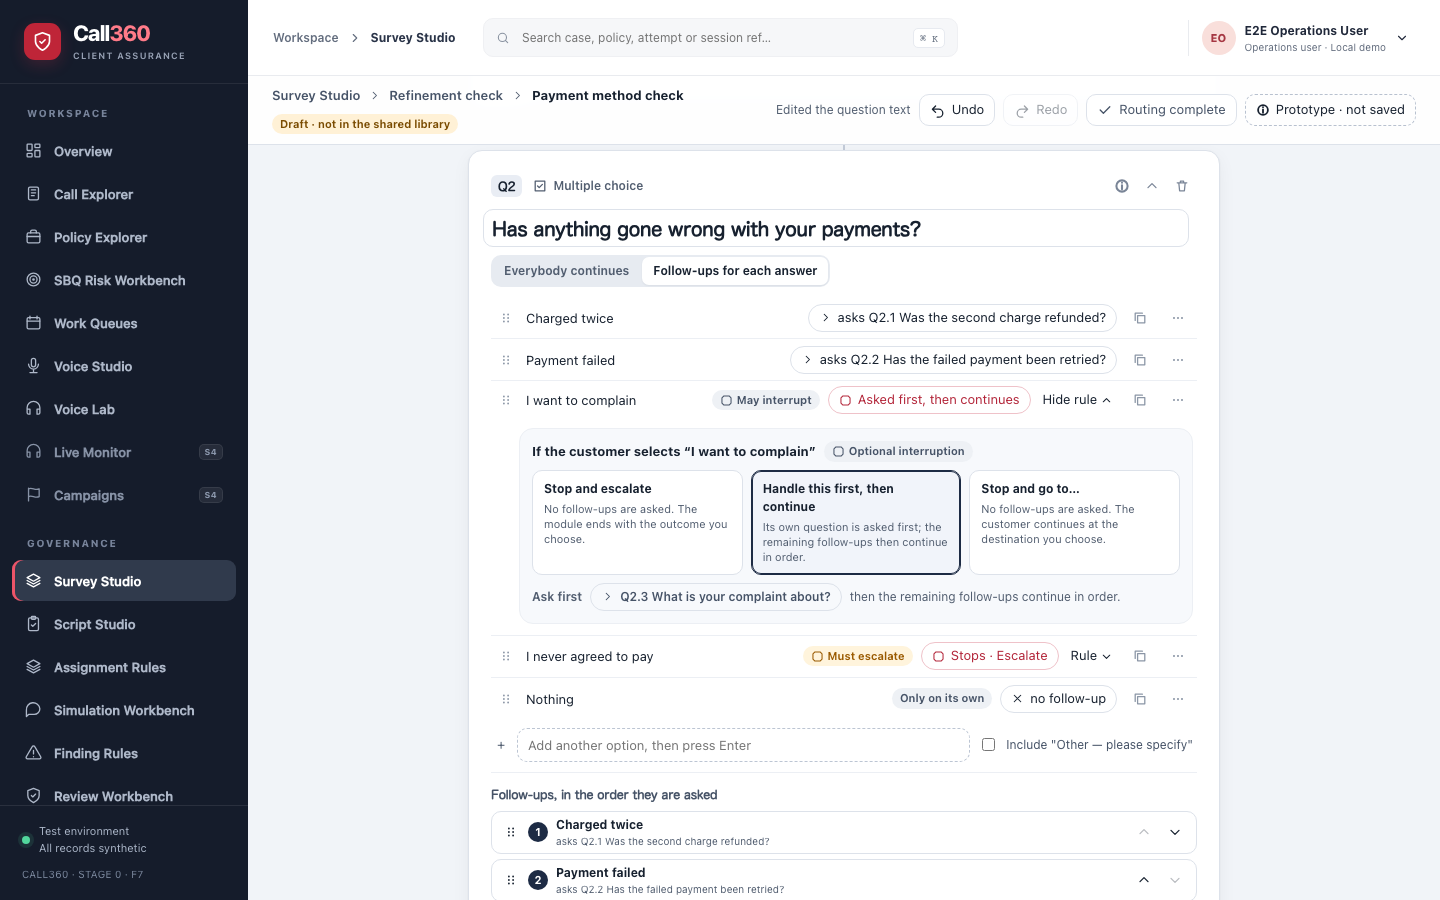 Call360
CLIENT ASSURANCE
WORKSPACE
Overview
Call Explorer
Policy Explorer
SBQ Risk Workbench
Work Queues
Voice Studio
Voice Lab
Live Monitor S4
Campaigns S4
GOVERNANCE
Survey Studio
Script Studio
Assignment Rules
Simulation Workbench
Finding Rules
Review Workbench
Test environment
All records synthetic
CALL360 · STAGE 0 · F7
Workspace > Survey Studio
Search case, policy, attempt or session ref...
⌘ K
EO
E2E Operations User
Operations user · Local demo
Survey Studio > Refinement check > Payment method check
Draft · not in the shared library
Edited the question text
Undo
Redo
Routing complete
Prototype · not saved
Q2 Multiple choice
Has anything gone wrong with your payments?
Everybody continues Follow-ups for each answer
Charged twice asks Q2.1 Was the second charge refunded?
Payment failed asks Q2.2 Has the failed payment been retried?
I want to complain May interrupt Asked first, then continues Hide rule
If the customer selects “I want to complain” Optional interruption
Stop and escalate
No follow-ups are asked. The
module ends with the outcome you
choose.
Handle this first, then
continue
Its own question is asked first; the
remaining follow-ups then continue
in order.
Stop and go to...
No follow-ups are asked. The
customer continues at the
destination you choose.
Ask first Q2.3 What is your complaint about? then the remaining follow-ups continue in order.
I never agreed to pay Must escalate Stops · Escalate Rule
Nothing Only on its own no follow-up
+ Add another option, then press Enter Include "Other — please specify"
Follow-ups, in the order they are asked
1 Charged twice
asks Q2.1 Was the second charge refunded?
2 Payment failed
asks Q2.2 Has the failed payment been retried?